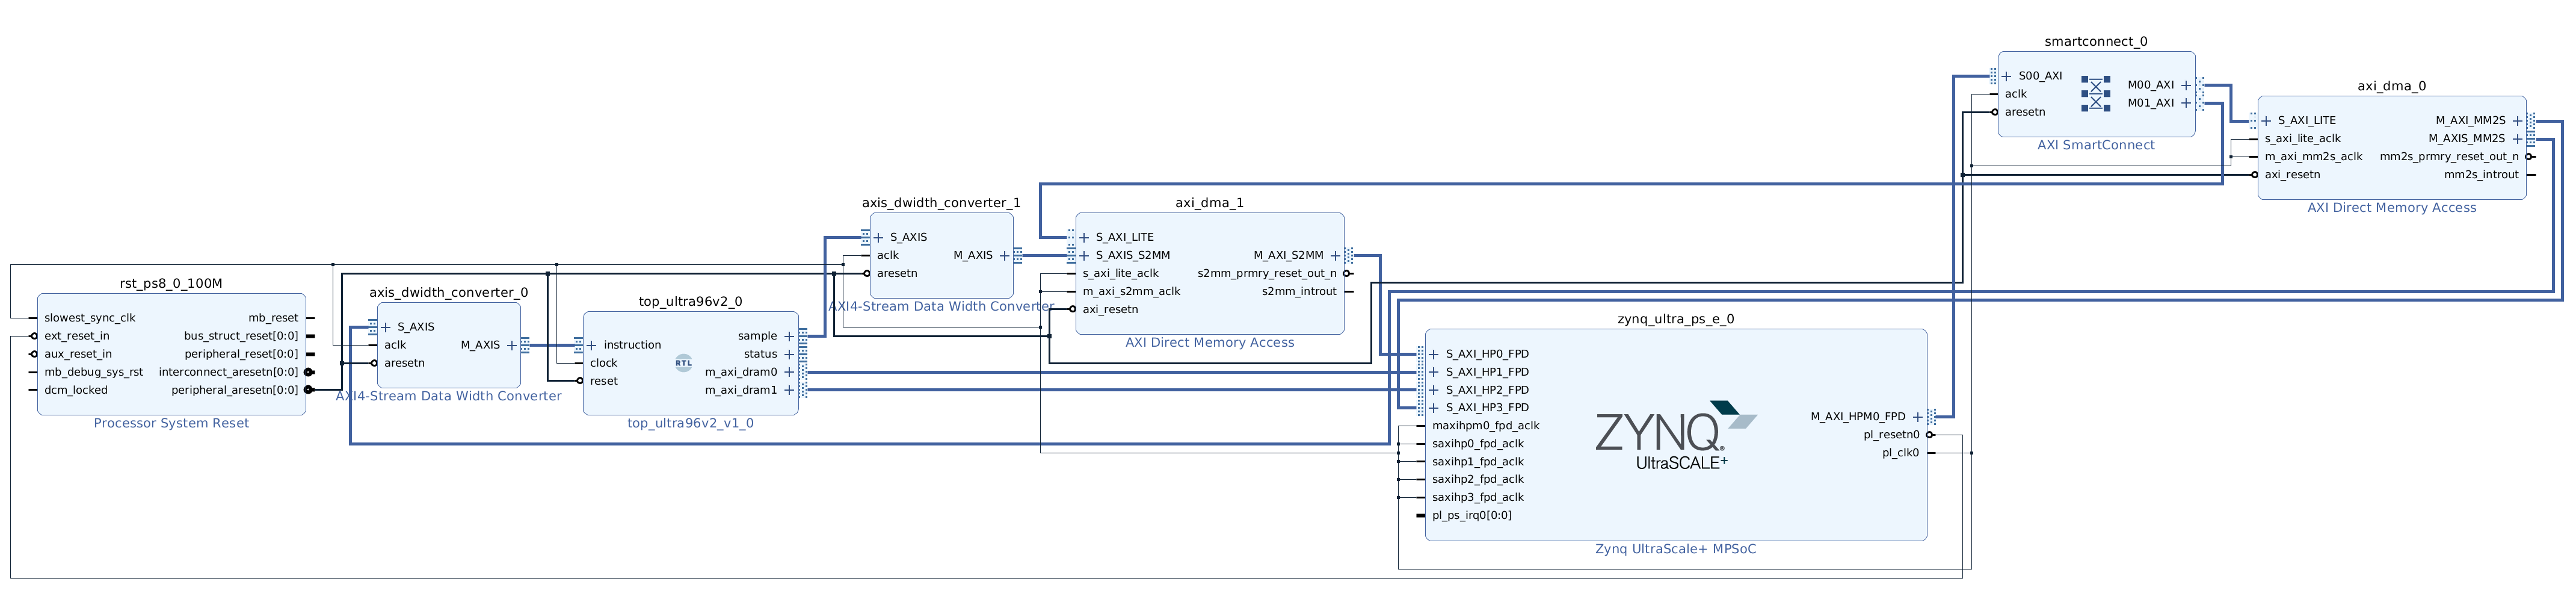 smartconnect_0
S00_AXI
aclk
aresetn
M00_AXI
M01_AXI
AXI SmartConnect
axi_dma_0
S_AXI_LITE
s_axi_lite_aclk
m_axi_mm2s_aclk
axi_resetn
M_AXI_MM2S
M_AXIS_MM2S
mm2s_prmry_reset_out_n
mm2s_introut
AXI Direct Memory Access
axis_dwidth_converter_1
S_AXIS
aclk
aresetn
M_AXIS
AXI4-Stream Data Width Converter
axi_dma_1
S_AXI_LITE
S_AXIS_S2MM
s_axi_lite_aclk
m_axi_s2mm_aclk
axi_resetn
M_AXI_S2MM
s2mm_prmry_reset_out_n
s2mm_introut
AXI Direct Memory Access
rst_ps8_0_100M
slowest_sync_clk
ext_reset_in
aux_reset_in
mb_debug_sys_rst
dcm_locked
mb_reset
bus_struct_reset[0:0]
peripheral_reset[0:0]
interconnect_aresetn[0:0]
peripheral_aresetn[0:0]
Processor System Reset
axis_dwidth_converter_0
S_AXIS
aclk
aresetn
M_AXIS
AXI4-Stream Data Width Converter
top_ultra96v2_0
instruction
clock
reset
RTL
sample
status
m_axi_dram0
m_axi_dram1
top_ultra96v2_v1_0
zynq_ultra_ps_e_0
S_AXI_HP0_FPD
S_AXI_HP1_FPD
S_AXI_HP2_FPD
S_AXI_HP3_FPD
maxihpm0_fpd_aclk
saxihp0_fpd_aclk
saxihp1_fpd_aclk
saxihp2_fpd_aclk
saxihp3_fpd_aclk
pl_ps_irq0[0:0]
ZYNQ.
UltraSCALE+
M_AXI_HPM0_FPD
pl_resetn0
pl_clk0
Zynq UltraScale+ MPSoC